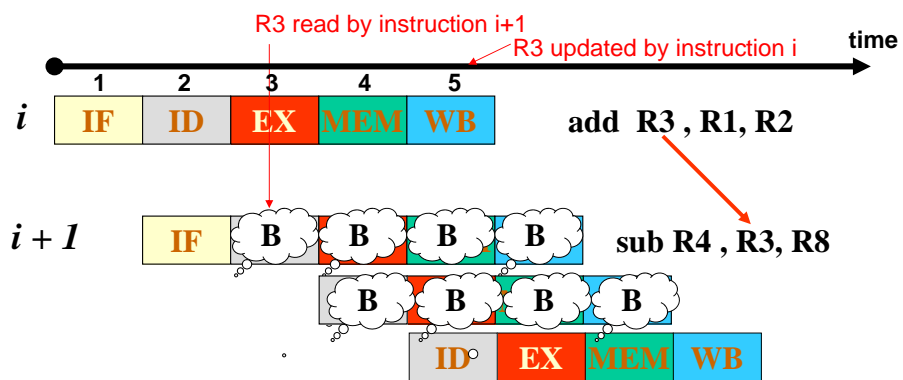 R3 read by instruction i+1
R3 updated by instruction i
time
1 2 3 4 5
i IF ID EX MEM WB add R3 , R1, R2
i + 1 IF B B B B sub R4 , R3, R8
B B B B
ID EX MEM WB